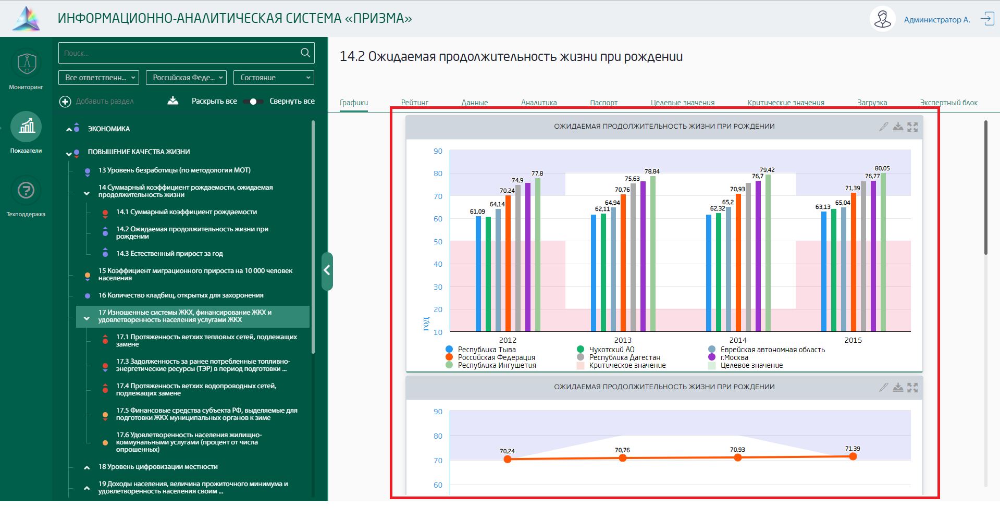 ИНФОРМАЦИОННО-АНАЛИТИЧЕСКАЯ СИСТЕМА «ПРИЗМА»
Администратор А.
Мониторинг
Показатели
Техподдержка
Поиск...
Все ответственн...
Российская Феде...
Состояние
Добавить раздел
Раскрыть все
Свернуть все
ЭКОНОМИКА
ПОВЫШЕНИЕ КАЧЕСТВА ЖИЗНИ
13 Уровень безработицы (по методологии МОТ)
14 Суммарный коэффициент рождаемости, ожидаемая
продолжительность жизни
14.1 Суммарный коэффициент рождаемости
14.2 Ожидаемая продолжительность жизни при
рождении
14.3 Естественный прирост за год
15 Коэффициент миграционного прироста на 10 000 человек
населения
16 Количество кладбищ, открытых для захоронения
17 Изношенные системы ЖКХ, финансирование ЖКХ и
удовлетворенность населения услугами ЖКХ
17.1 Протяженность ветхих тепловых сетей, подлежащих
замене
17.3 Задолженность за ранее потребленные топливно-
энергетические ресурсы (ТЭР) в период подготовки ...
17.4 Протяженность ветхих водопроводных сетей,
подлежащих замене
17.5 Финансовые средства субъекта РФ, выделяемые для
подготовки ЖКХ муниципальных органов к зиме
17.6 Удовлетворенность населения жилищно-
коммунальными услугами (процент от числа
опрошенных)
18 Уровень цифровизации местности
19 Доходы населения, величина прожиточного минимума и
удовлетворенность населения своим ...
14.2 Ожидаемая продолжительность жизни при рождении
Графики
Рейтинг
Данные
Аналитика
Паспорт
Целевые значения
Критические значения
Загрузка
Экспертный блок
ОЖИДАЕМАЯ ПРОДОЛЖИТЕЛЬНОСТЬ ЖИЗНИ ПРИ РОЖДЕНИИ
90
80
70
60
50
40
30
20
10
год
61,09
64,14
70,24
74,9
77,8
62,11
64,94
70,76
75,63
78,84
62,32
65,2
70,93
76,7
79,42
63,13
65,04
71,39
76,77
80,05
2012
2013
2014
2015
Республика Тыва
Чукотский АО
Еврейская автономная область
Российская Федерация
Республика Дагестан
г.Москва
Республика Ингушетия
Критическое значение
Целевое значение
ОЖИДАЕМАЯ ПРОДОЛЖИТЕЛЬНОСТЬ ЖИЗНИ ПРИ РОЖДЕНИИ
90
80
70
60
70,24
70,76
70,93
71,39